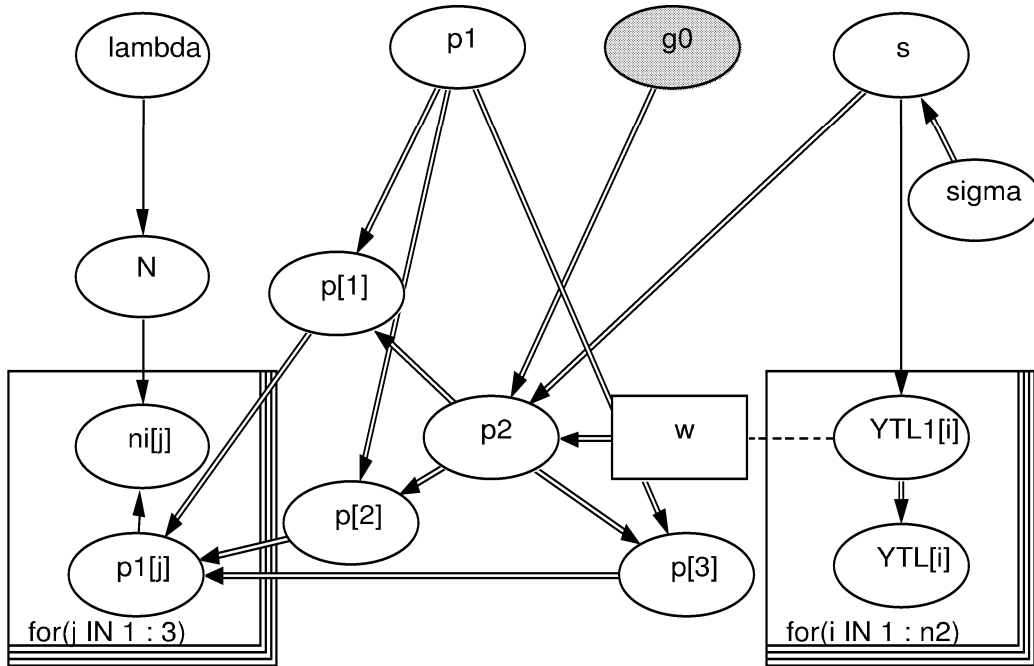 lambda
p1
g0
s
sigma
N
p[1]
ni[j]
p2
w
YTL1[i]
p[2]
p1[j]
p[3]
YTL[i]
for(j IN 1 : 3)
for(i IN 1 : n2)